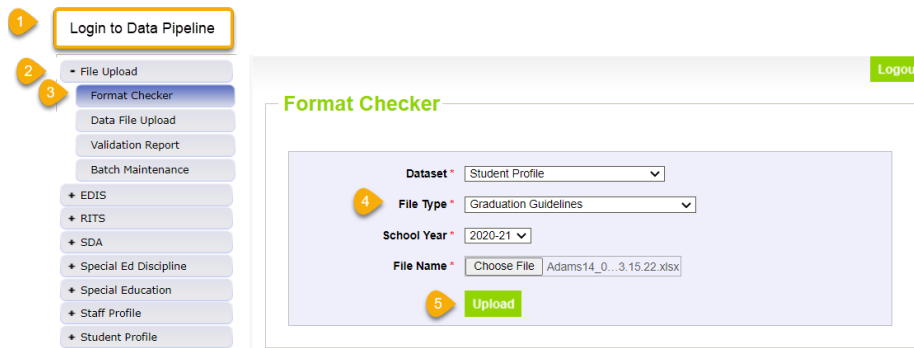 1
Login to Data Pipeline
2
- File Upload
3
Format Checker
Data File Upload
Validation Report
Batch Maintenance
+ EDIS
+ RITS
+ SDA
+ Special Ed Discipline
+ Special Education
+ Staff Profile
+ Student Profile
Logou
Format Checker
Dataset * Student Profile
4 File Type * Graduation Guidelines
School Year * 2020-21
File Name * Choose File Adams14_0...3.15.22.xlsx
5 Upload